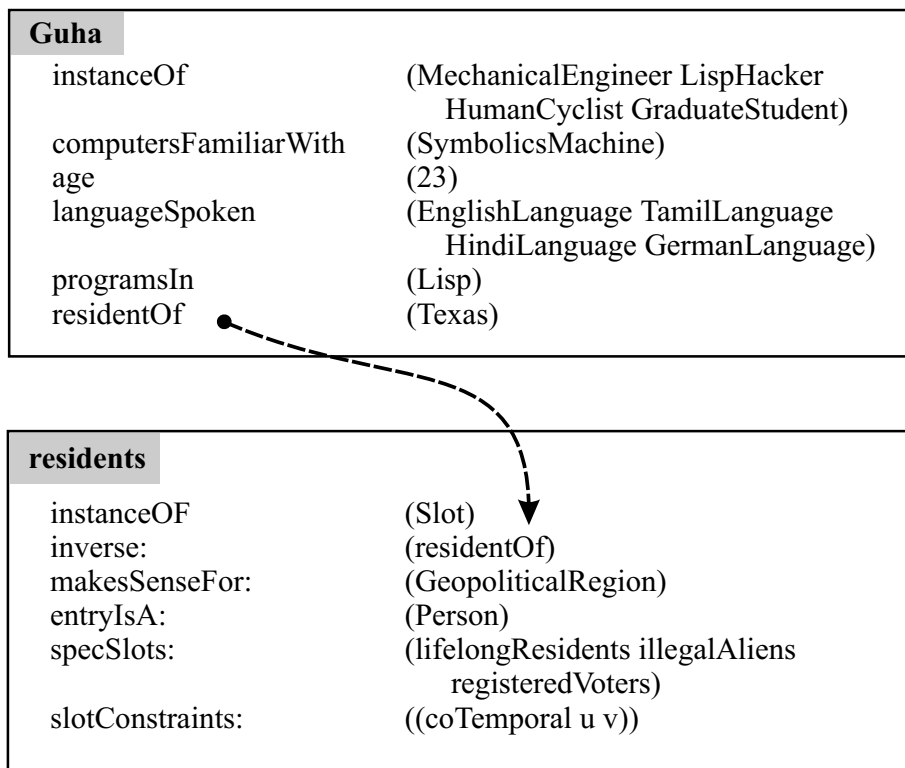 Guha
instanceOf (MechanicalEngineer LispHacker
HumanCyclist GraduateStudent)
computersFamiliarWith (SymbolicsMachine)
age (23)
languageSpoken (EnglishLanguage TamilLanguage
HindiLanguage GermanLanguage)
programsIn (Lisp)
residentOf (Texas)
residents
instanceOF (Slot)
inverse: (residentOf)
makesSenseFor: (GeopoliticalRegion)
entryIsA: (Person)
specSlots: (lifelongResidents illegalAliens
registeredVoters)
slotConstraints: ((coTemporal u v))